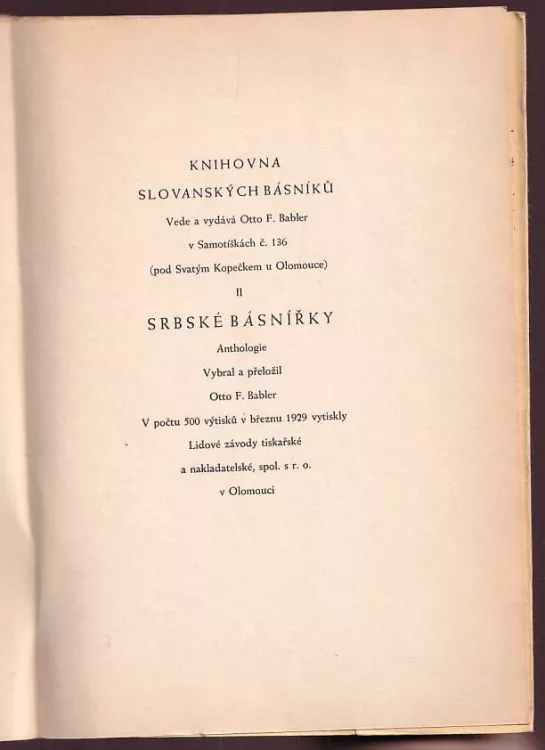 KNIHOVNA
SLOVANSKÝCH BÁSNÍKŮ
Vede a vydává Otto F. Babler
v Samotíškách č. 136
(pod Svatým Kopečkem u Olomouce)
II
SRBSKÉ BÁSNÍŘKY
Anthologie
Vybral a přeložil
Otto F. Babler
V počtu 500 výtisků v březnu 1929 vytiskly
Lidové závody tiskařské
a nakladatelské, spol. s r. o.
v Olomouci